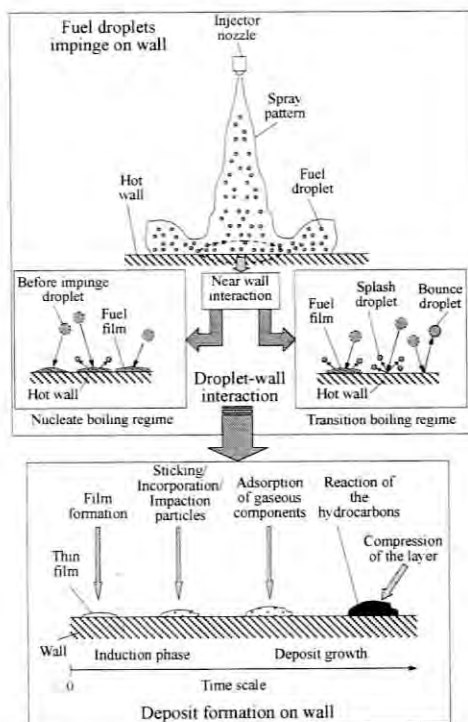 Fuel droplets
impinge on wall
Injector
nozzle
Spray
pattern
Hot
wall
Fuel
droplet
Near wall
interaction
Before impinge
droplet
Fuel
film
Hot wall
Nucleate boiling regime
Fuel
film
Splash
droplet
Bounce
droplet
Hot wall
Transition boiling regime
Droplet-wall
interaction
Film
formation
Sticking/
Incorporation/
Impaction
particles
Adsorption
of gaseous
components
Reaction of
the
hydrocarbons
Compression
of the layer
Thin
film
Wall
Induction phase
Deposit growth
0
Time scale
Deposit formation on wall